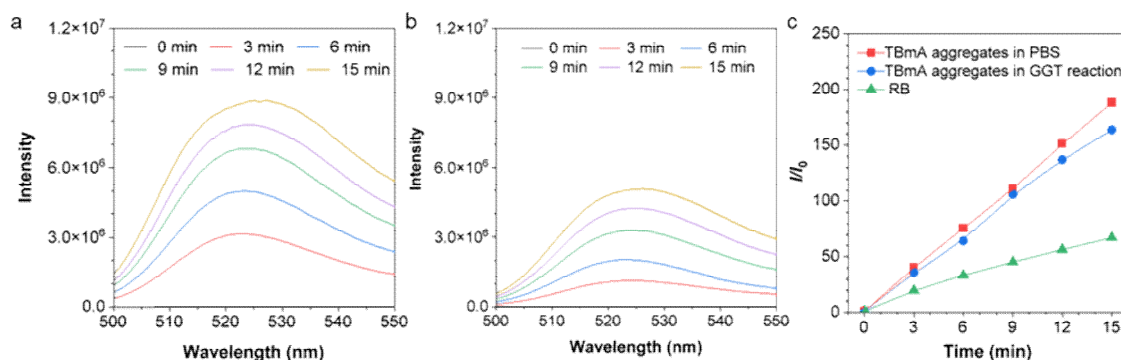 a
1.2×10⁷
9.0×10⁶
6.0×10⁶
3.0×10⁶
0.0
Intensity
0 min 3 min 6 min
9 min 12 min 15 min
500 510 520 530 540 550
Wavelength (nm)
b
1.2×10⁷
9.0×10⁶
6.0×10⁶
3.0×10⁶
0.0
Intensity
0 min 3 min 6 min
9 min 12 min 15 min
500 510 520 530 540 550
Wavelength (nm)
c
250
200
150
100
50
0
I/I₀
TBmA aggregates in PBS
TBmA aggregates in GGT reaction
RB
0 3 6 9 12 15
Time (min)